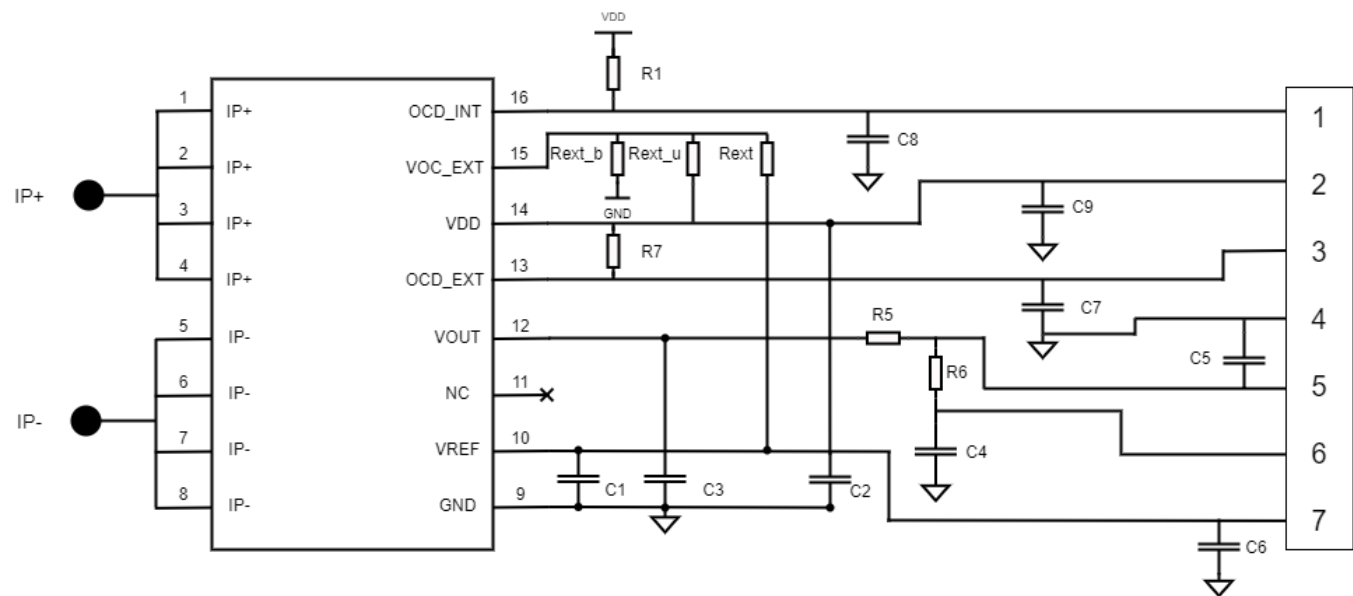 VDD
R1
1 IP+ OCD_INT 16 1
C8
2 IP+ VOC_EXT 15 Rext_b Rext_u Rext
2
IP+
C9
3 IP+ VDD 14 GND
R7
3
4 IP+ OCD_EXT 13
C7
R5
4
5 IP- VOUT 12
C5
R6
6 IP- NC 11 5
IP-
7 IP- VREF 10 C4 6
8 IP- GND 9 C1 C3 C2
7
C6